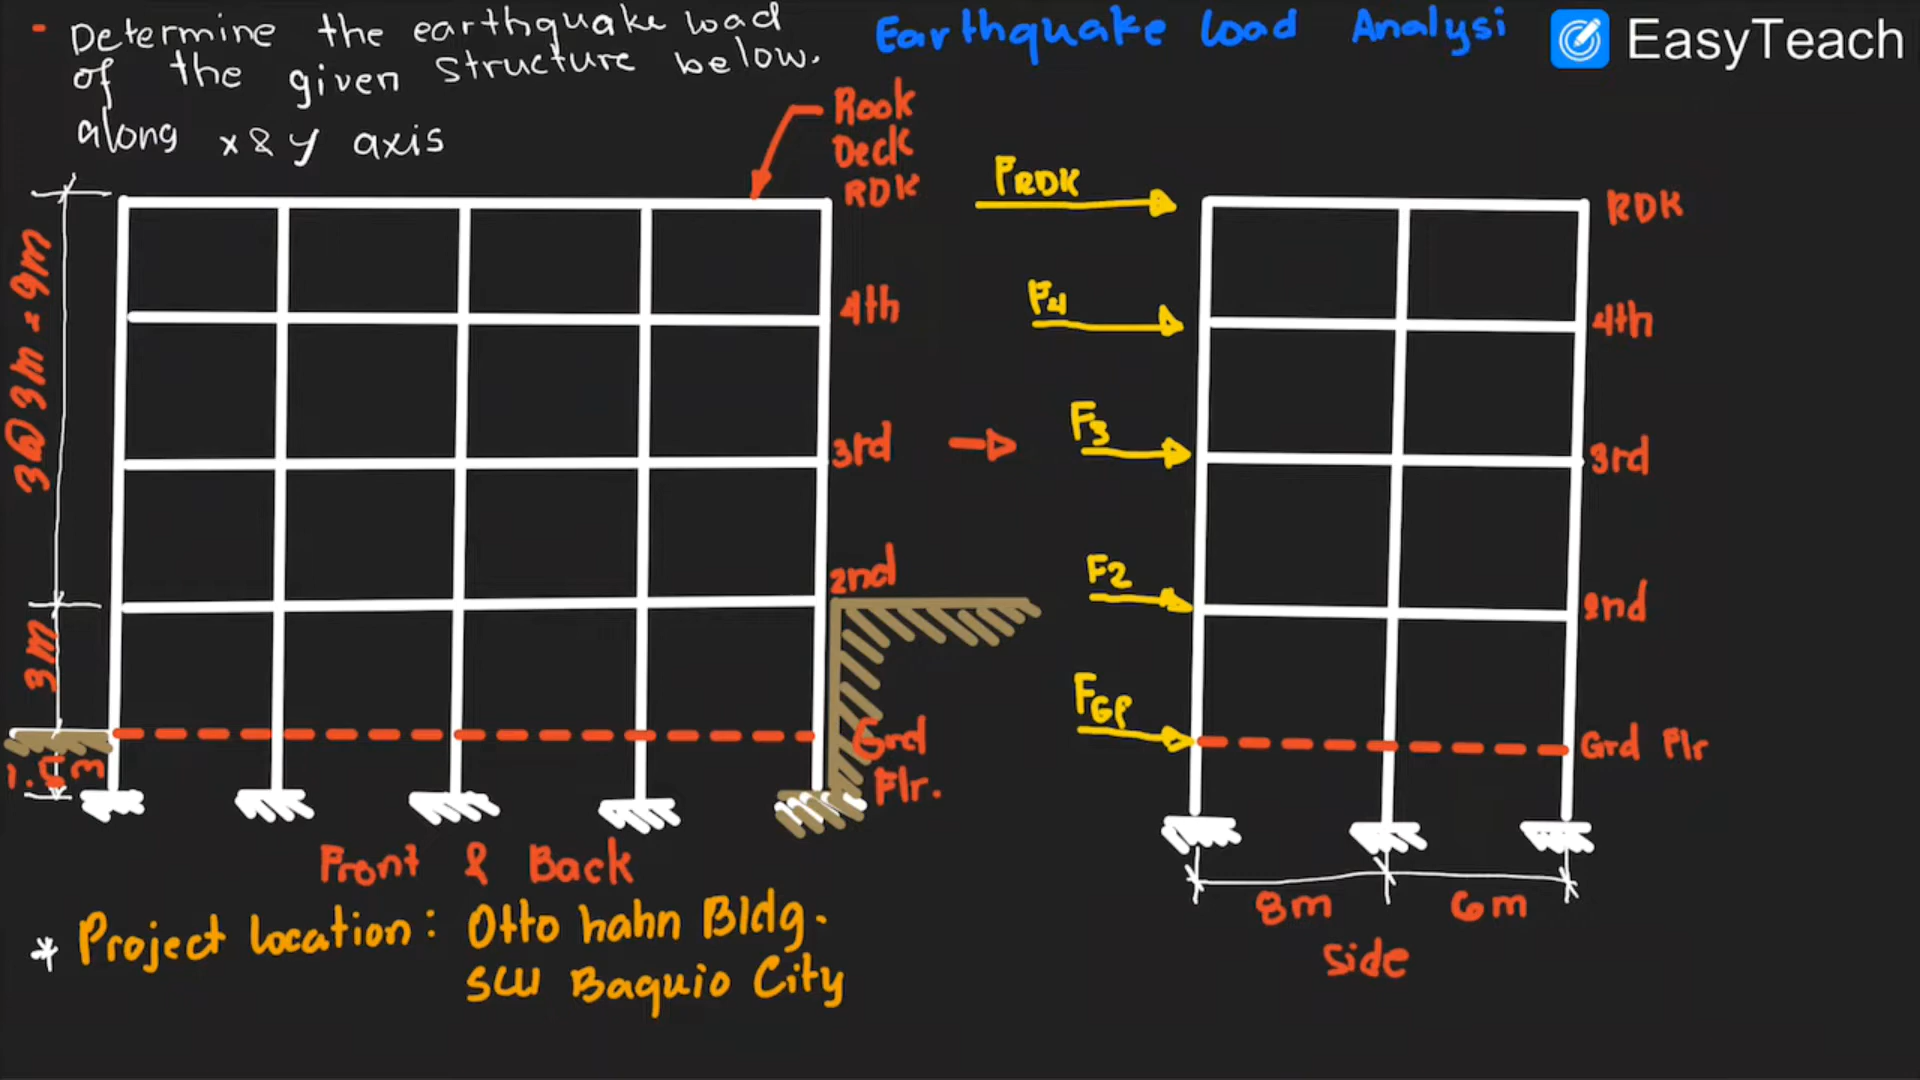 - Determine the earthquake load
of the given structure below.
along x & y axis
Earthquake load Analysi
EasyTeach
Rook
Deck
RDK
FRDK
RDK
4th
F4
4th
3@3m = 9m
3rd
F3
3rd
2nd
F2
2nd
3m
FGF
Grd
Flr.
Grd Flr
1.5m
Front & Back
8m 6m
Side
* Project location: Otto hahn Bldg.
SLU Baguio City